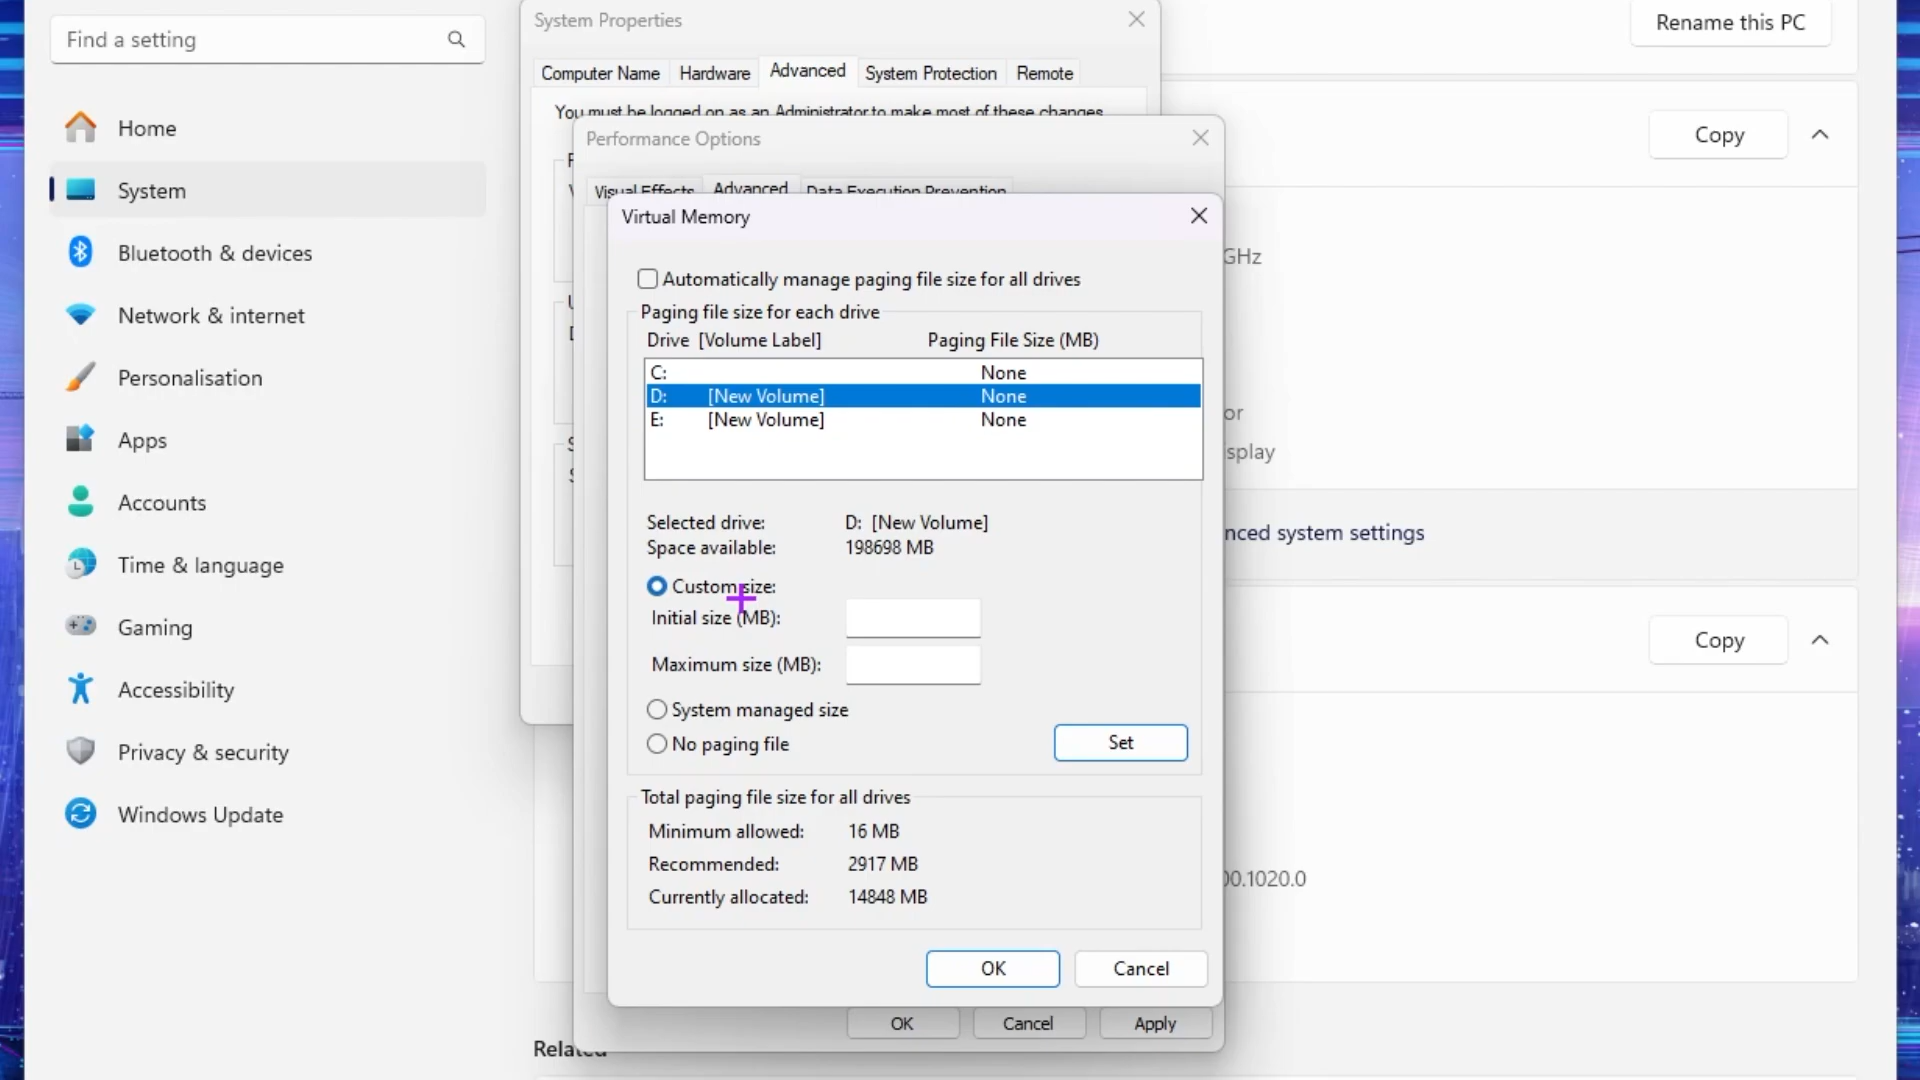 Find a setting
Home
System
Bluetooth & devices
Network & internet
Personalisation
Apps
Accounts
Time & language
Gaming
Accessibility
Privacy & security
Windows Update
System Properties
Computer Name Hardware Advanced System Protection Remote
You must be logged on as an Administrator to make most of these changes
Performance Options
Visual Effects Advanced Data Execution Prevention
Virtual Memory
Automatically manage paging file size for all drives
Paging file size for each drive
Drive [Volume Label] Paging File Size (MB)
C: None
D: [New Volume] None
E: [New Volume] None
Selected drive: D: [New Volume]
Space available: 198698 MB
Custom size:
Initial size (MB):
Maximum size (MB):
System managed size
No paging file
Set
Total paging file size for all drives
Minimum allowed: 16 MB
Recommended: 2917 MB
Currently allocated: 14848 MB
OK Cancel
OK Cancel Apply
Rename this PC
Copy
GHz
or
splay
nced system settings
Copy
00.1020.0
Related